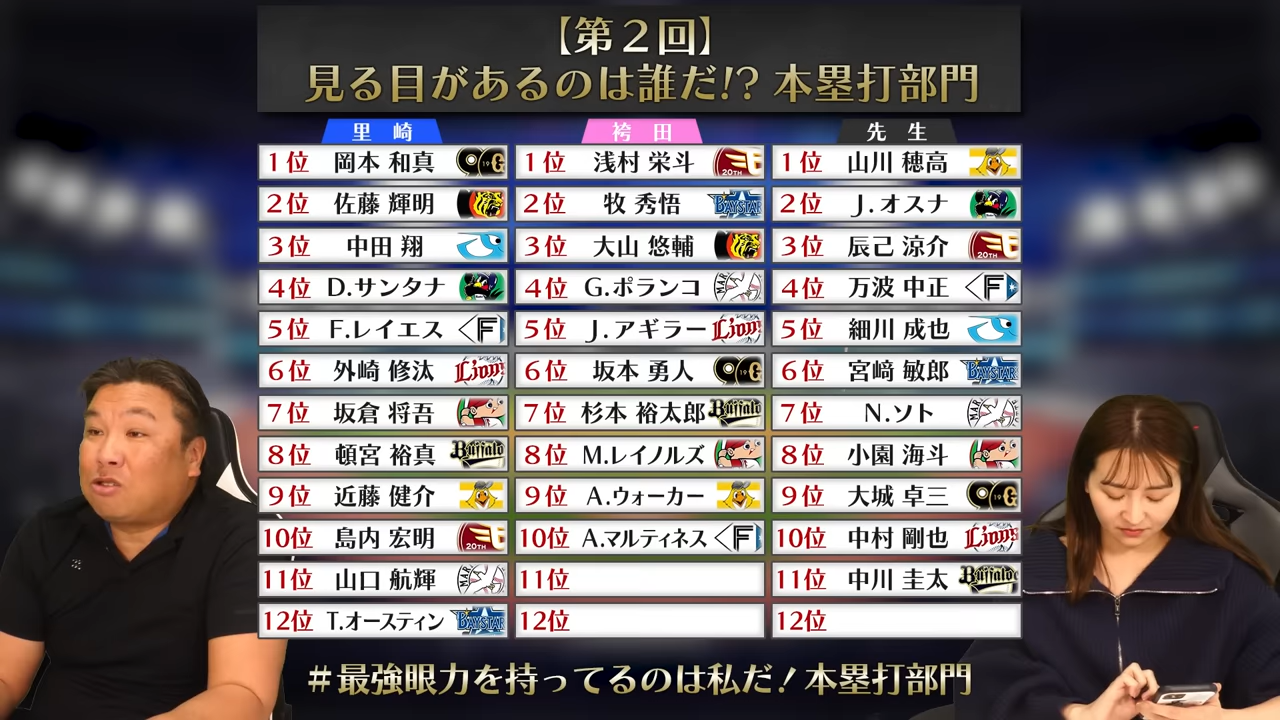 【第２回】
見る目があるのは誰だ!? 本塁打部門
里崎
1位 岡本 和真
2位 佐藤 輝明
3位 中田 翔
4位 D.サンタナ
5位 F.レイエス
6位 外崎 修汰
7位 坂倉 将吾
8位 頓宮 裕真
9位 近藤 健介
10位 島内 宏明
11位 山口 航輝
12位 T.オースティン
袴田
1位 浅村 栄斗
2位 牧 秀悟
3位 大山 悠輔
4位 G.ポランコ
5位 J.アギラー
6位 坂本 勇人
7位 杉本 裕太郎
8位 M.レイノルズ
9位 A.ウォーカー
10位 A.マルティネス
11位
12位
先生
1位 山川 穂高
2位 J.オスナ
3位 辰己 涼介
4位 万波 中正
5位 細川 成也
6位 宮﨑 敏郎
7位 N.ソト
8位 小園 海斗
9位 大城 卓三
10位 中村 剛也
11位 中川 圭太
12位
＃最強眼力を持ってるのは私だ！本塁打部門